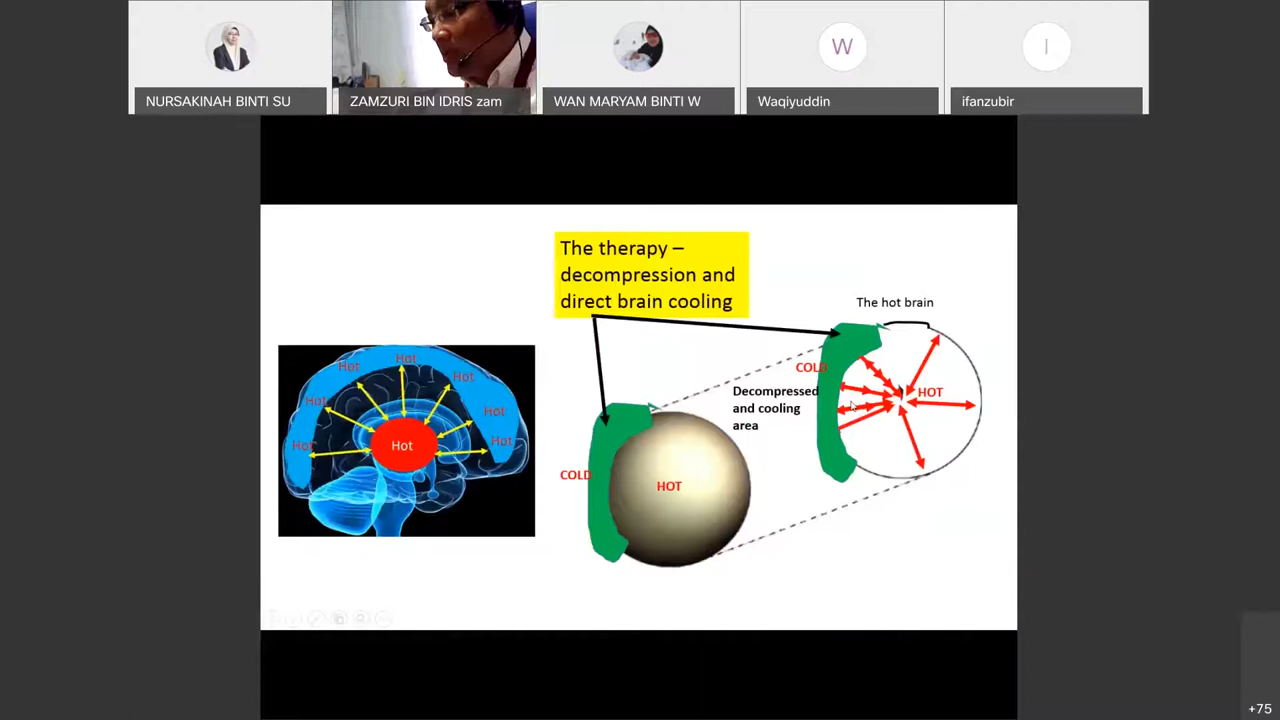 W
I
NURSAKINAH BINTI SU
ZAMZURI BIN IDRIS zam
WAN MARYAM BINTI W
Waqiyuddin
ifanzubir
The therapy –
decompression and
direct brain cooling
The hot brain
Hot
Hot
Hot
Hot
Hot
Hot
Hot
Hot
COLD
HOT
Decompressed
and cooling
area
COLD
HOT
+75